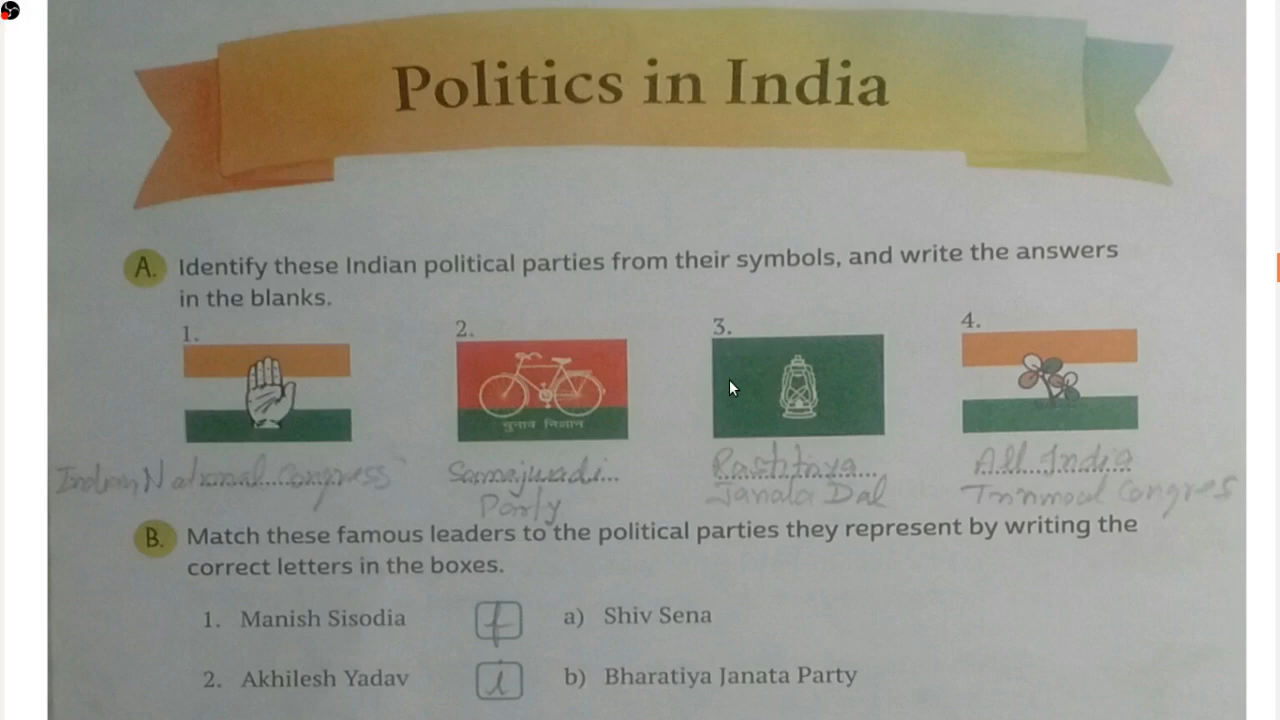 Politics in India
A. Identify these Indian political parties from their symbols, and write the answers
in the blanks.
1. 2. 3. 4.
चुनाव निशान
Indian National Congress Samajwadi Rashtriya All India
Party Janata Dal Trinmool Congres
B. Match these famous leaders to the political parties they represent by writing the
correct letters in the boxes.
1. Manish Sisodia f a) Shiv Sena
2. Akhilesh Yadav i b) Bharatiya Janata Party